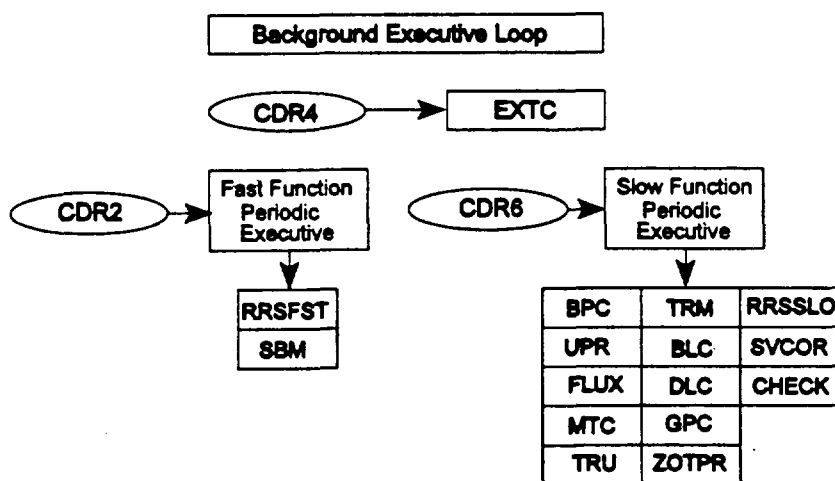 Background Executive Loop
CDR4
EXTC
CDR2
Fast Function
Periodic
Executive
CDR6
Slow Function
Periodic
Executive
RRSFST
SBM
BPC TRM RRSSLO
UPR BLC SVCOR
FLUX DLC CHECK
MTC GPC
TRU ZOTPR